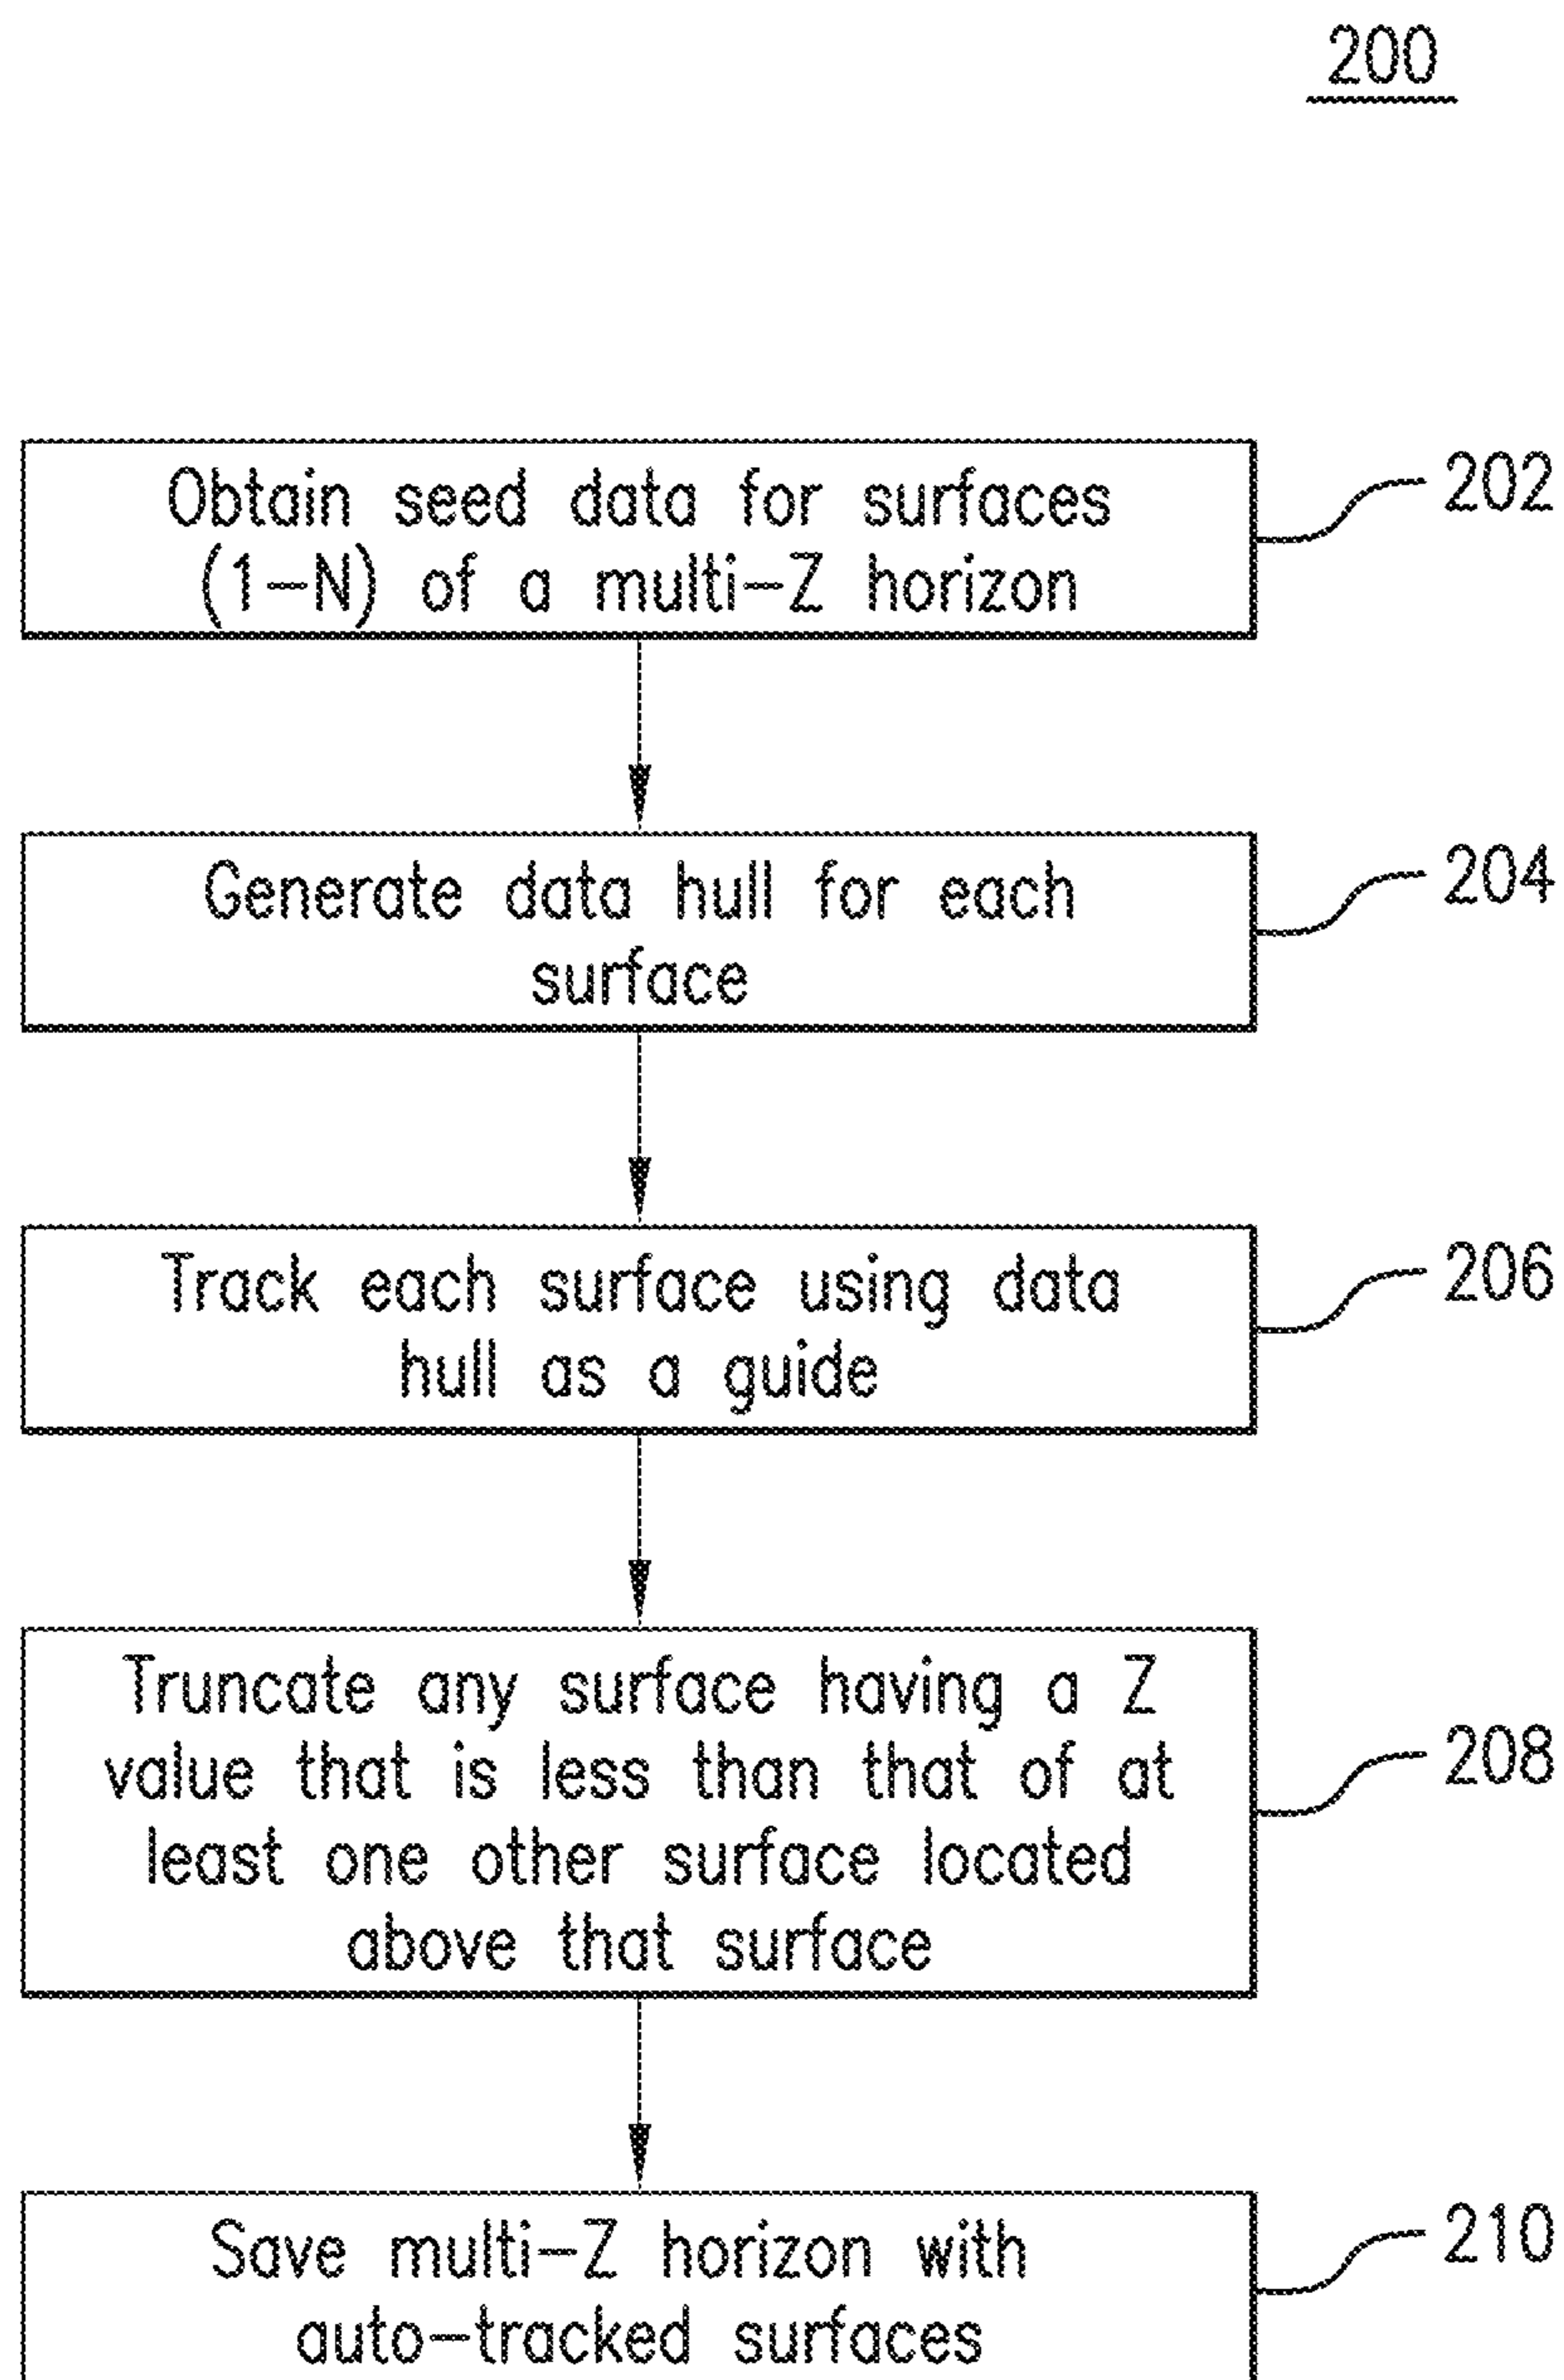 200
Obtain seed data for surfaces
(1–N) of a multi–Z horizon
202
Generate data hull for each
surface
204
Track each surface using data
hull as a guide
206
Truncate any surface having a Z
value that is less than that of at
least one other surface located
above that surface
208
Save multi–Z horizon with
auto–tracked surfaces
210